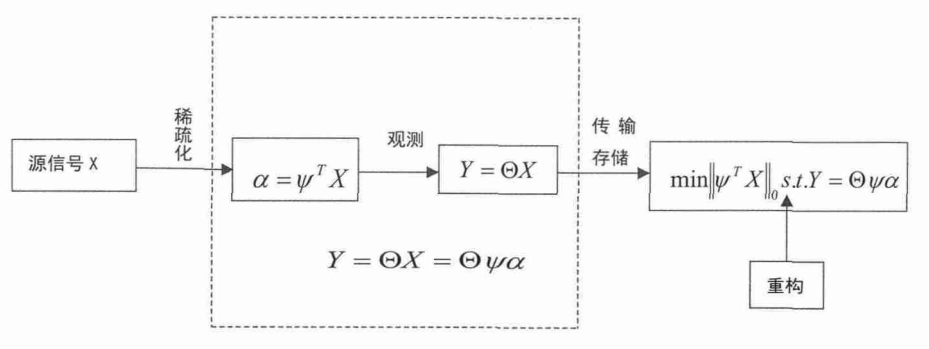 源信号 X
稀疏化
α = ψ^T X
观测
Y = ΘX
传 输
存储
min‖ψ^T X‖₀ s.t.Y = Θψα
Y = ΘX = Θψα
重构